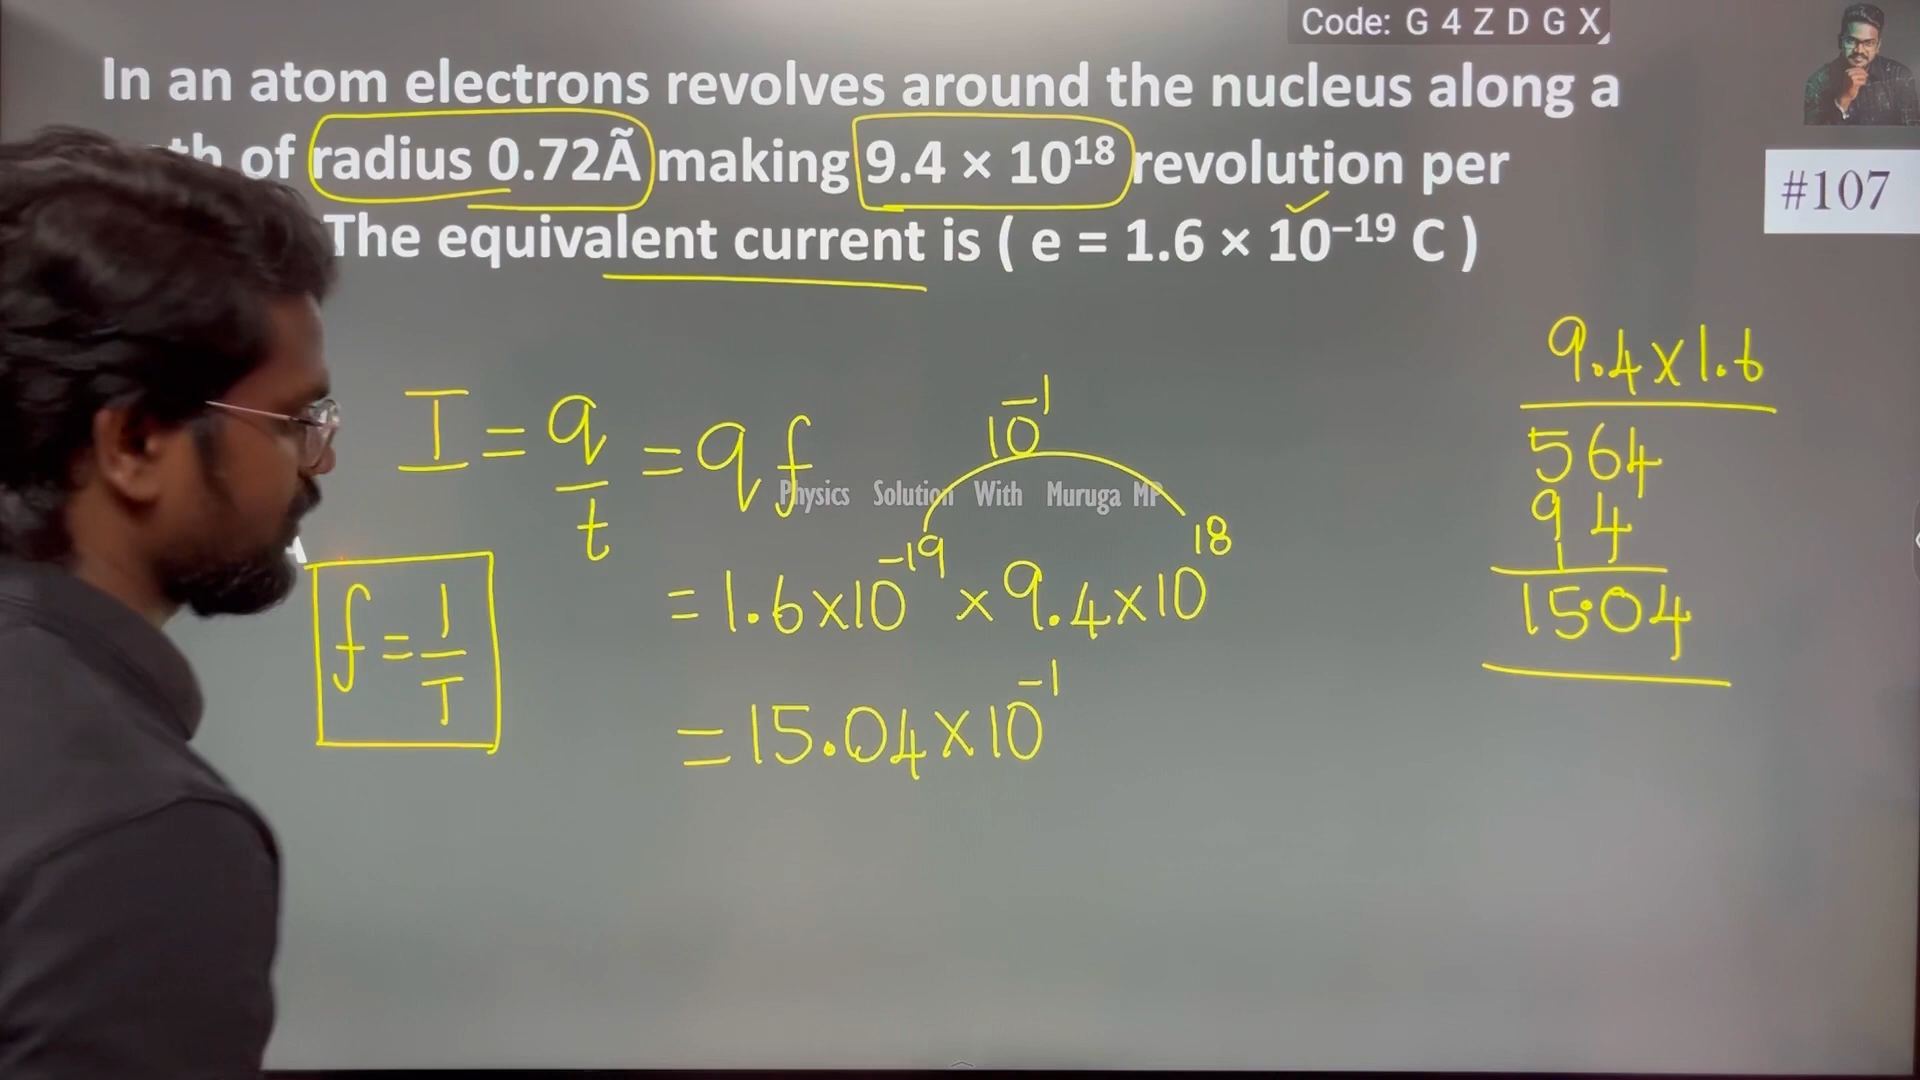 Code: G 4 Z D G X
In an atom electrons revolves around the nucleus along a
th of radius 0.72Ã making 9.4 × 10¹⁸ revolution per
The equivalent current is ( e = 1.6 × 10⁻¹⁹ C )
#107
9.4×1.6
564
94
1
15.04
I = q/t = qf
10⁻¹
Physics Solution With Muruga MP
= 1.6×10⁻¹⁹ × 9.4×10¹⁸
f = 1/T
= 15.04×10⁻¹